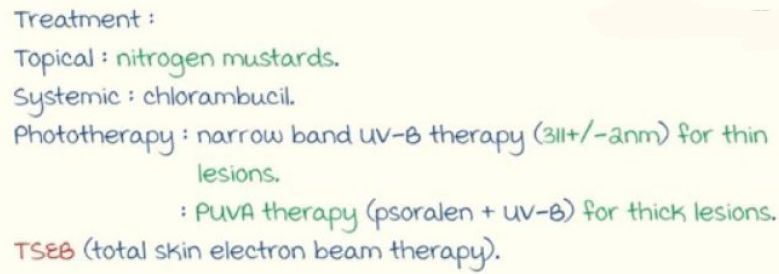 Treatment :
Topical : nitrogen mustards.
Systemic : chlorambucil.
Phototherapy : narrow band UV-B therapy (311+/-2nm) for thin
lesions.
: PUVA therapy (psoralen + UV-B) for thick lesions.
TSEB (total skin electron beam therapy).